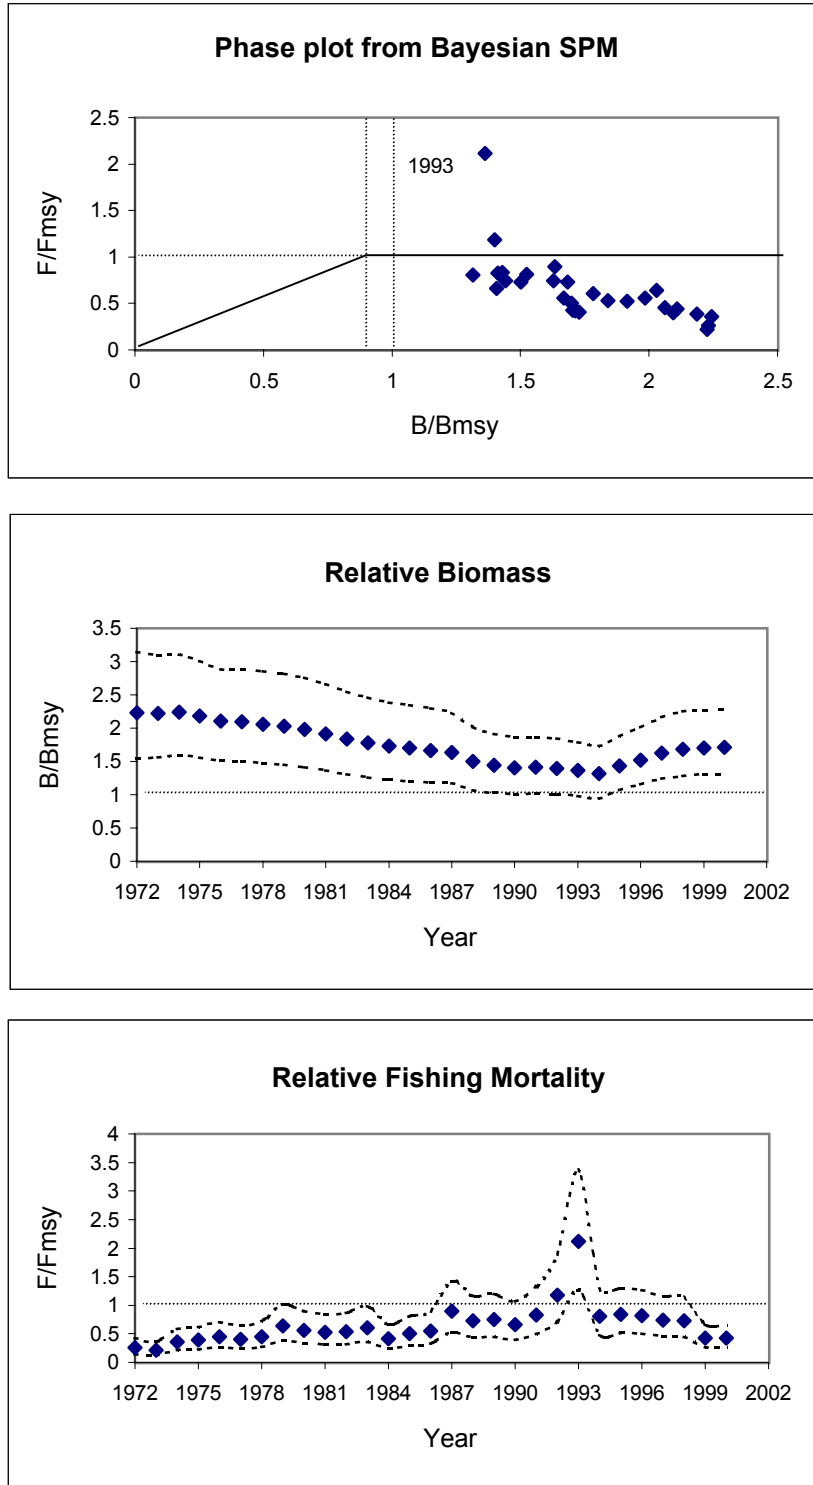 Phase plot from Bayesian SPM
2.5
2
1.5
1
0.5
0
F/Fmsy
1993
0 0.5 1 1.5 2 2.5
B/Bmsy
Relative Biomass
3.5
3
2.5
2
1.5
1
0.5
0
B/Bmsy
1972 1975 1978 1981 1984 1987 1990 1993 1996 1999 2002
Year
Relative Fishing Mortality
4
3.5
3
2.5
2
1.5
1
0.5
0
F/Fmsy
1972 1975 1978 1981 1984 1987 1990 1993 1996 1999 2002
Year